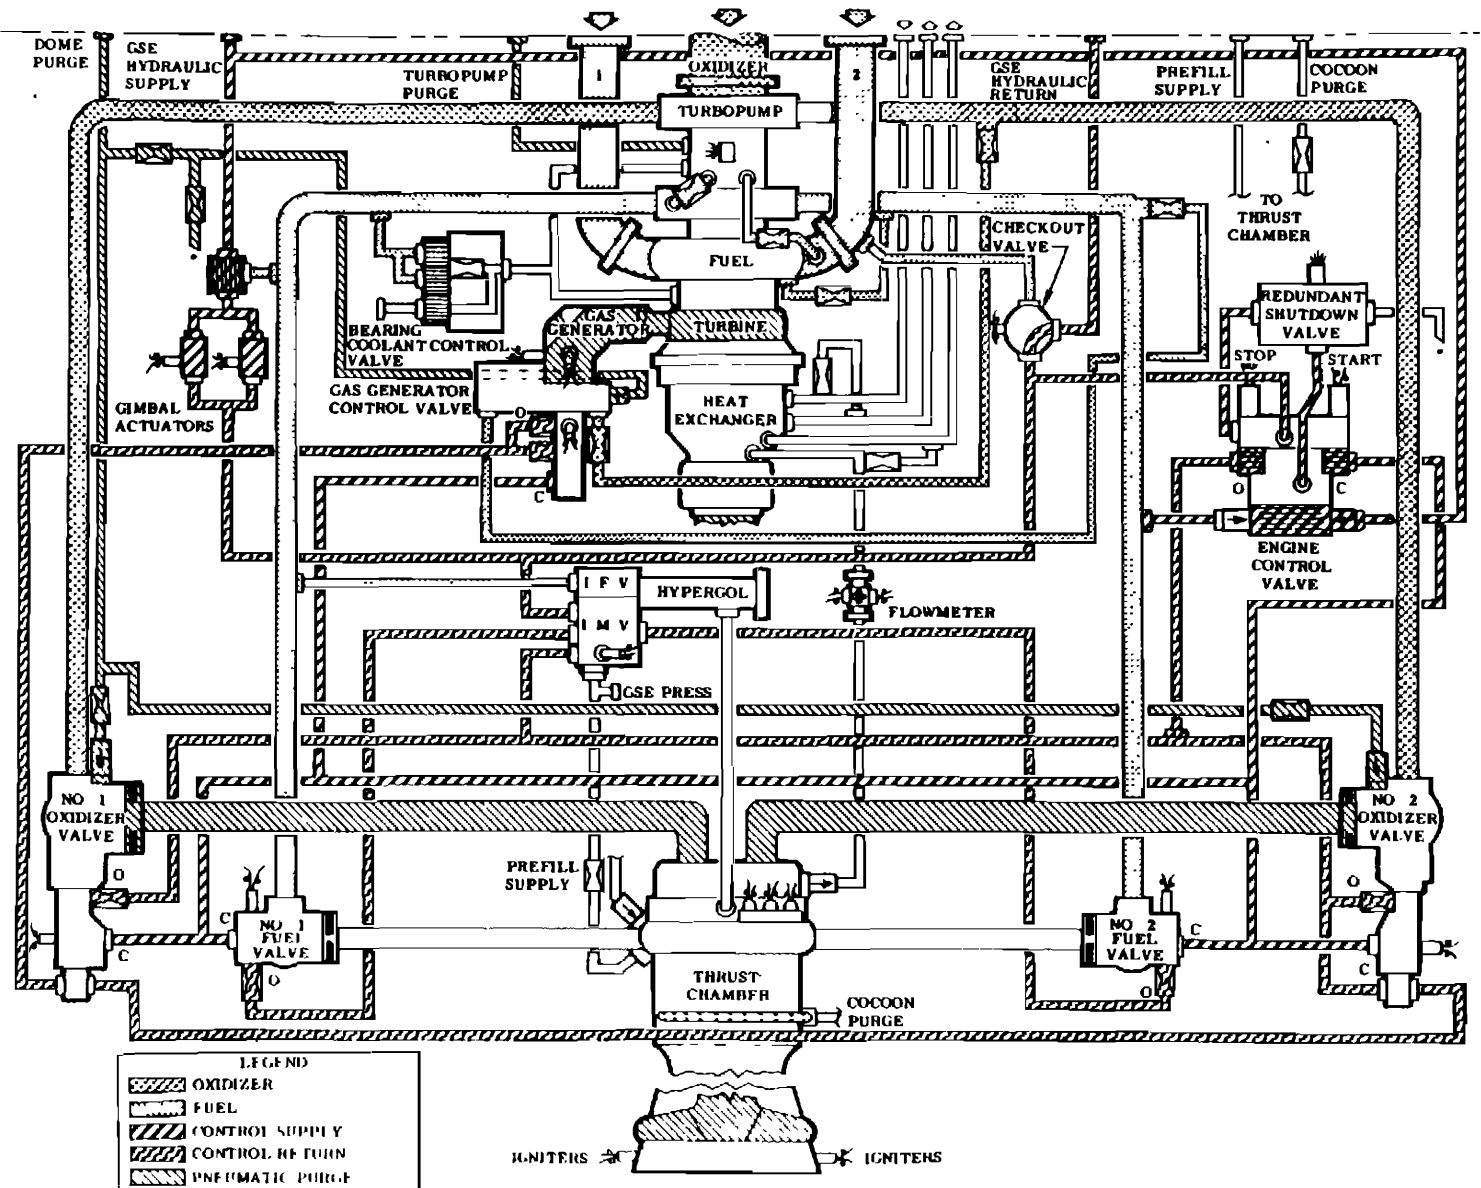 DOME
PURGE
GSE
HYDRAULIC
SUPPLY
TURBOPUMP
PURGE
1
OXIDIZER
2
GSE
HYDRAULIC
RETURN
PREFILL
SUPPLY
COCOON
PURGE
TURBOPUMP
TO
THRUST
CHAMBER
CHECKOUT
VALVE
FUEL
REDUNDANT
SHUTDOWN
VALVE
GAS
GENERATOR
TURBINE
BEARING
COOLANT CONTROL
VALVE
STOP
START
GAS GENERATOR
CONTROL VALVE
HEAT
EXCHANGER
GIMBAL
ACTUATORS
O
C
O
C
ENGINE
CONTROL
VALVE
I F V
HYPERGOL
FLOWMETER
I M V
GSE PRESS
NO 1
OXIDIZER
VALVE
NO 2
OXIDIZER
VALVE
PREFILL
SUPPLY
O
O
C
NO 1
FUEL
VALVE
NO 2
FUEL
VALVE
C
C
C
O
O
THRUST
CHAMBER
COCOON
PURGE
LEGEND
OXIDIZER
FUEL
CONTROL SUPPLY
CONTROL RETURN
PNEUMATIC PURGE
IGNITERS
IGNITERS